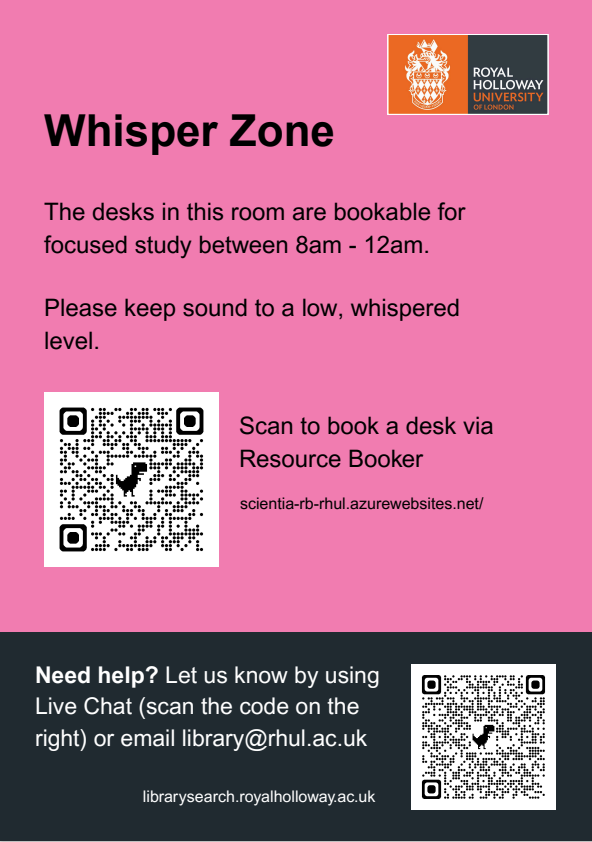 ROYAL
HOLLOWAY
UNIVERSITY
OF LONDON
Whisper Zone
The desks in this room are bookable for
focused study between 8am - 12am.
Please keep sound to a low, whispered
level.
Scan to book a desk via
Resource Booker
scientia-rb-rhul.azurewebsites.net/
Need help? Let us know by using
Live Chat (scan the code on the
right) or email library@rhul.ac.uk
librarysearch.royalholloway.ac.uk